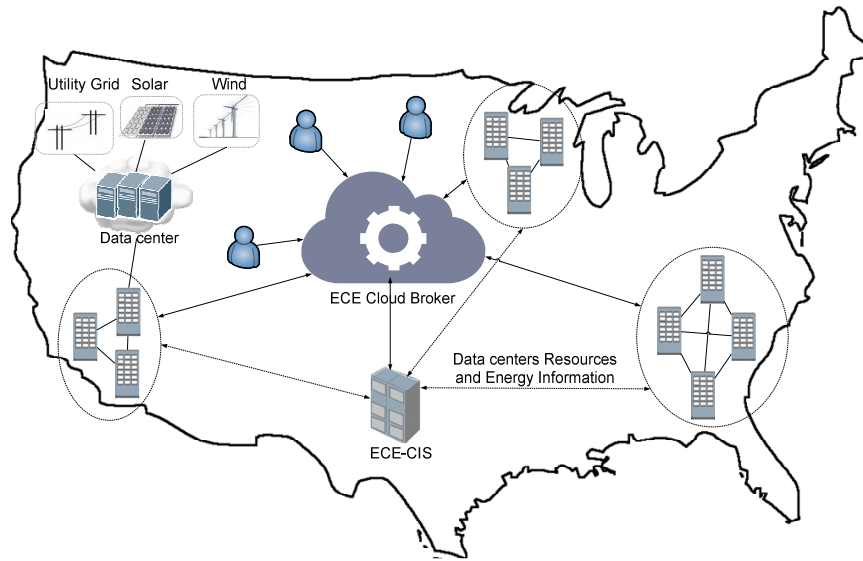 Utility Grid
Solar
Wind
Data center
ECE Cloud Broker
Data centers Resources
and Energy Information
ECE-CIS